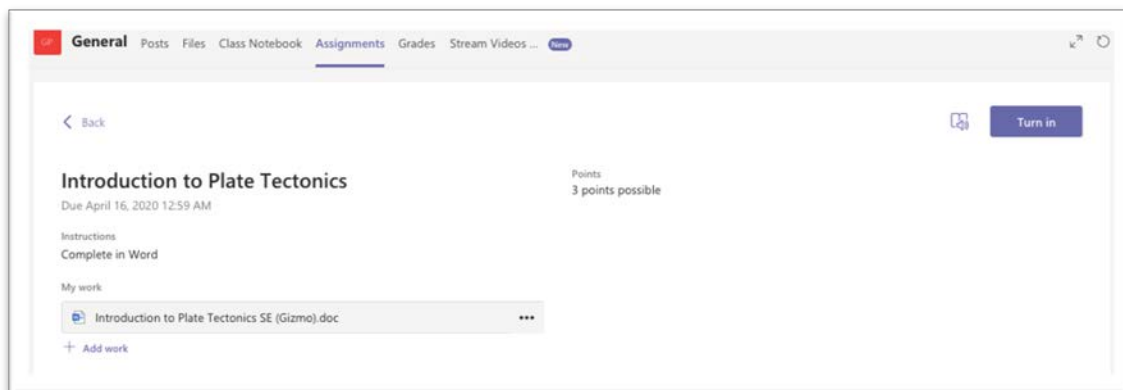 GP General Posts Files Class Notebook Assignments Grades Stream Videos ... New
Back
Turn in
Introduction to Plate Tectonics
Due April 16, 2020 12:59 AM
Points
3 points possible
Instructions
Complete in Word
My work
Introduction to Plate Tectonics SE (Gizmo).doc
+ Add work